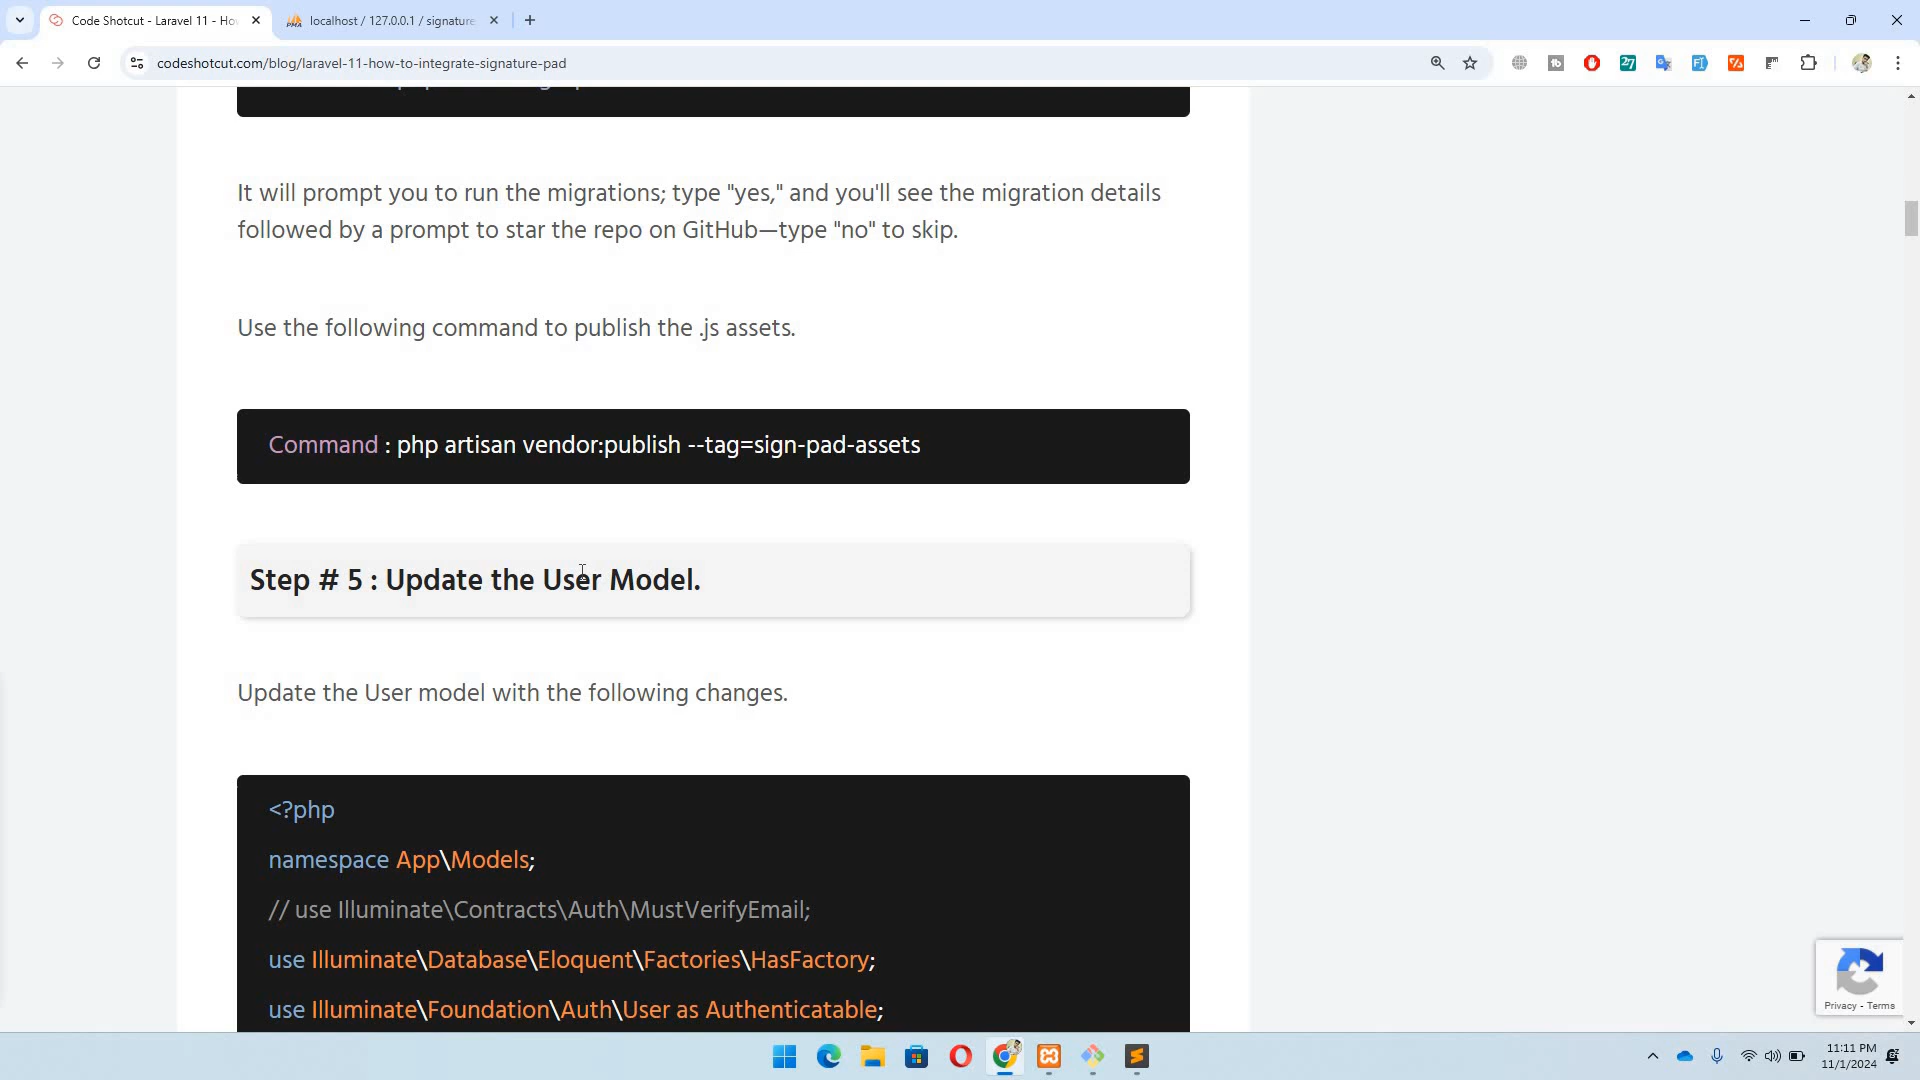 Code Shotcut - Laravel 11 - Ho
localhost / 127.0.0.1 / signature
codeshotcut.com/blog/laravel-11-how-to-integrate-signature-pad
It will prompt you to run the migrations; type "yes," and you'll see the migration details
followed by a prompt to star the repo on GitHub—type "no" to skip.
Use the following command to publish the .js assets.
Command : php artisan vendor:publish --tag=sign-pad-assets
Step # 5 : Update the User Model.
Update the User model with the following changes.
<?php
namespace App\Models;
// use Illuminate\Contracts\Auth\MustVerifyEmail;
use Illuminate\Database\Eloquent\Factories\HasFactory;
use Illuminate\Foundation\Auth\User as Authenticatable;
Privacy - Terms
11:11 PM
11/1/2024